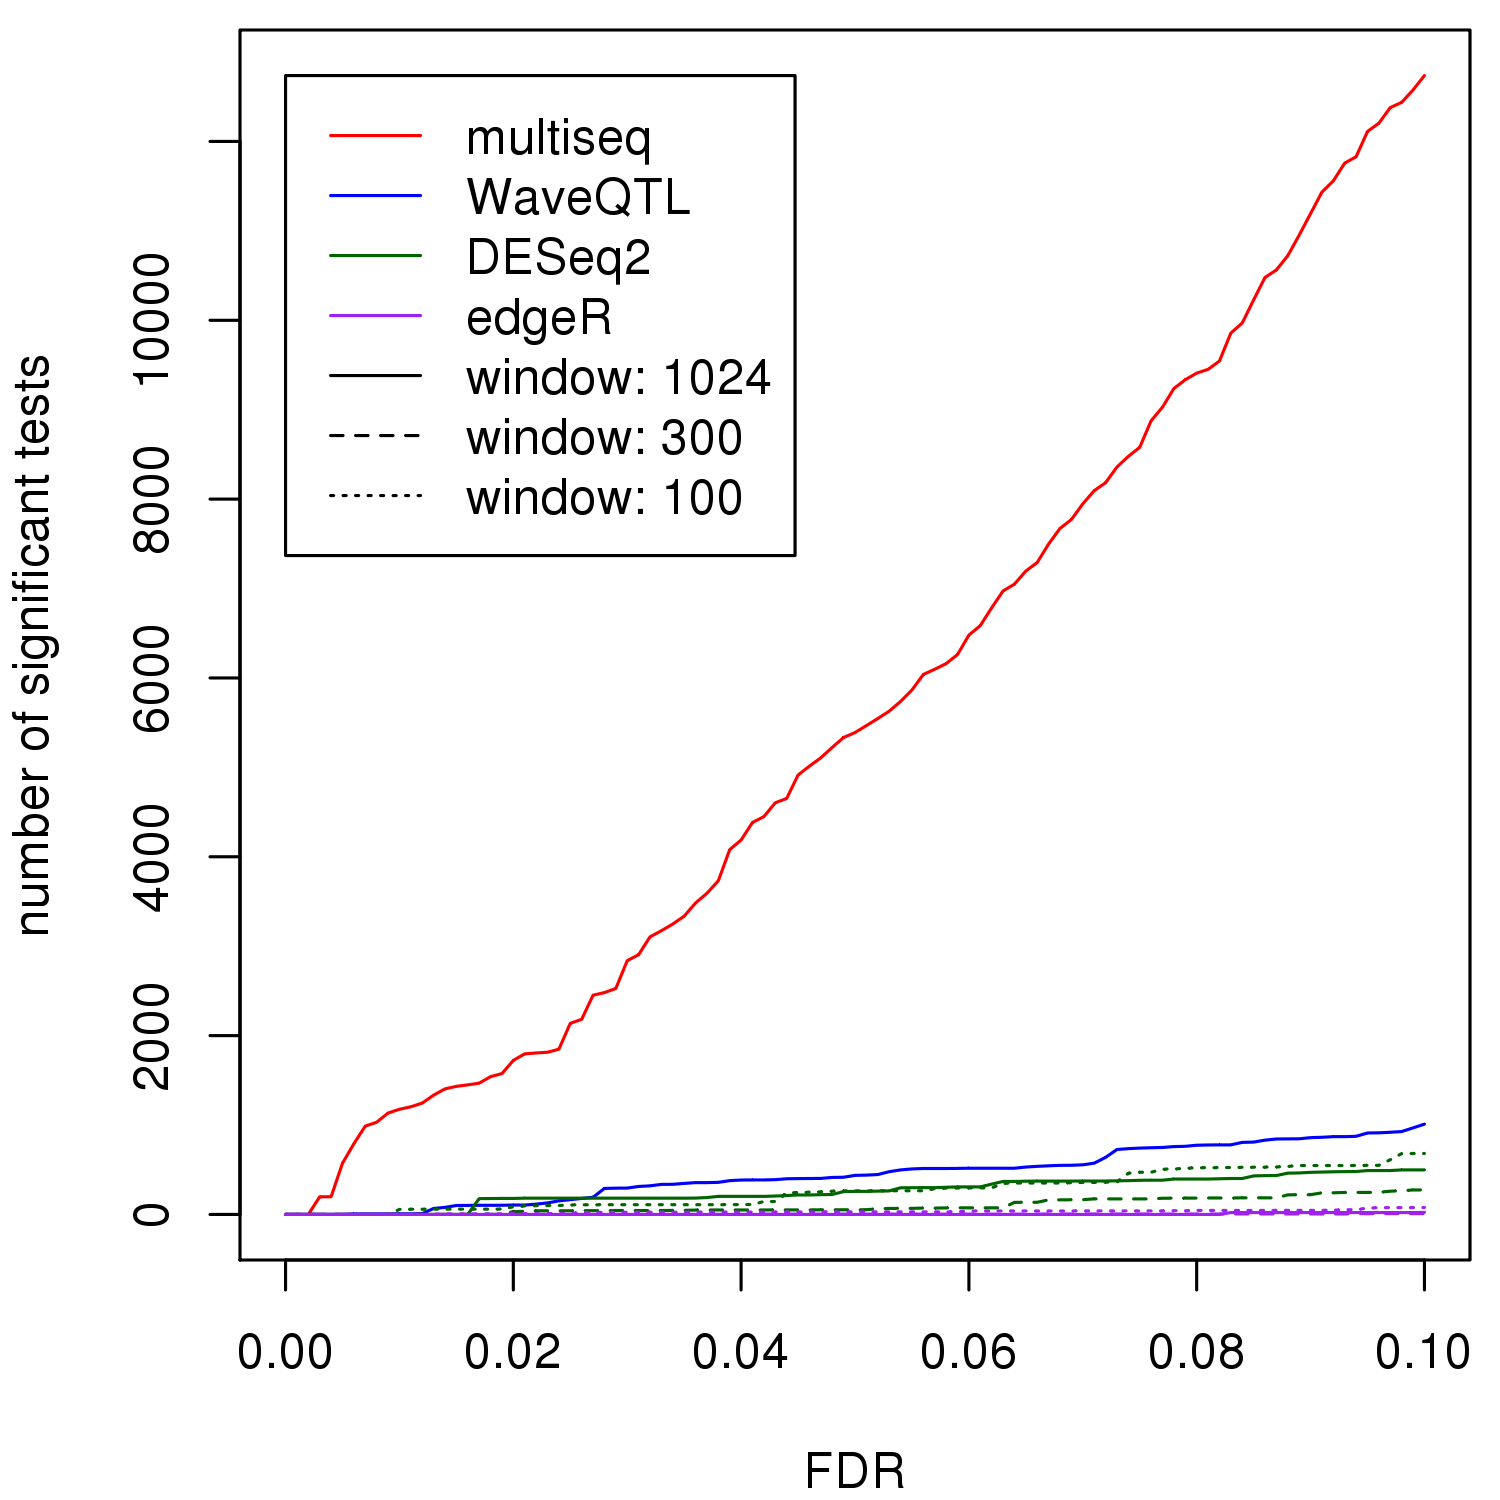 multiseq
WaveQTL
DESeq2
edgeR
window: 1024
window: 300
window: 100
number of significant tests
10000
8000
6000
4000
2000
0
0.00 0.02 0.04 0.06 0.08 0.10
FDR